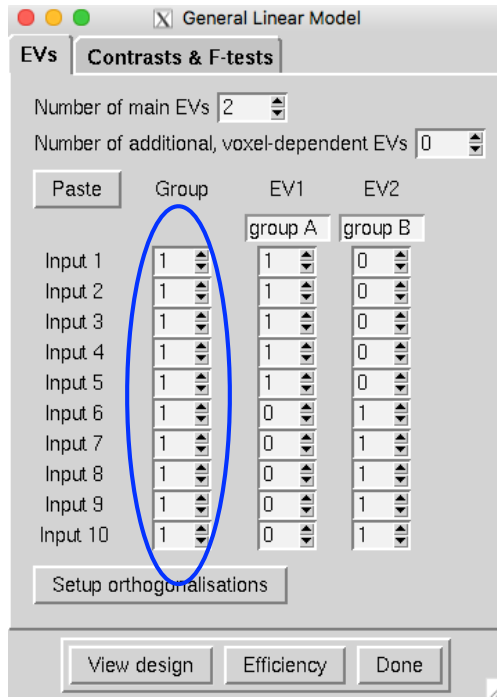 X General Linear Model
EVs Contrasts & F-tests
Number of main EVs 2
Number of additional, voxel-dependent EVs 0
Paste Group EV1 EV2
group A group B
Input 1 1 1 0
Input 2 1 1 0
Input 3 1 1 0
Input 4 1 1 0
Input 5 1 1 0
Input 6 1 0 1
Input 7 1 0 1
Input 8 1 0 1
Input 9 1 0 1
Input 10 1 0 1
Setup orthogonalisations
View design Efficiency Done